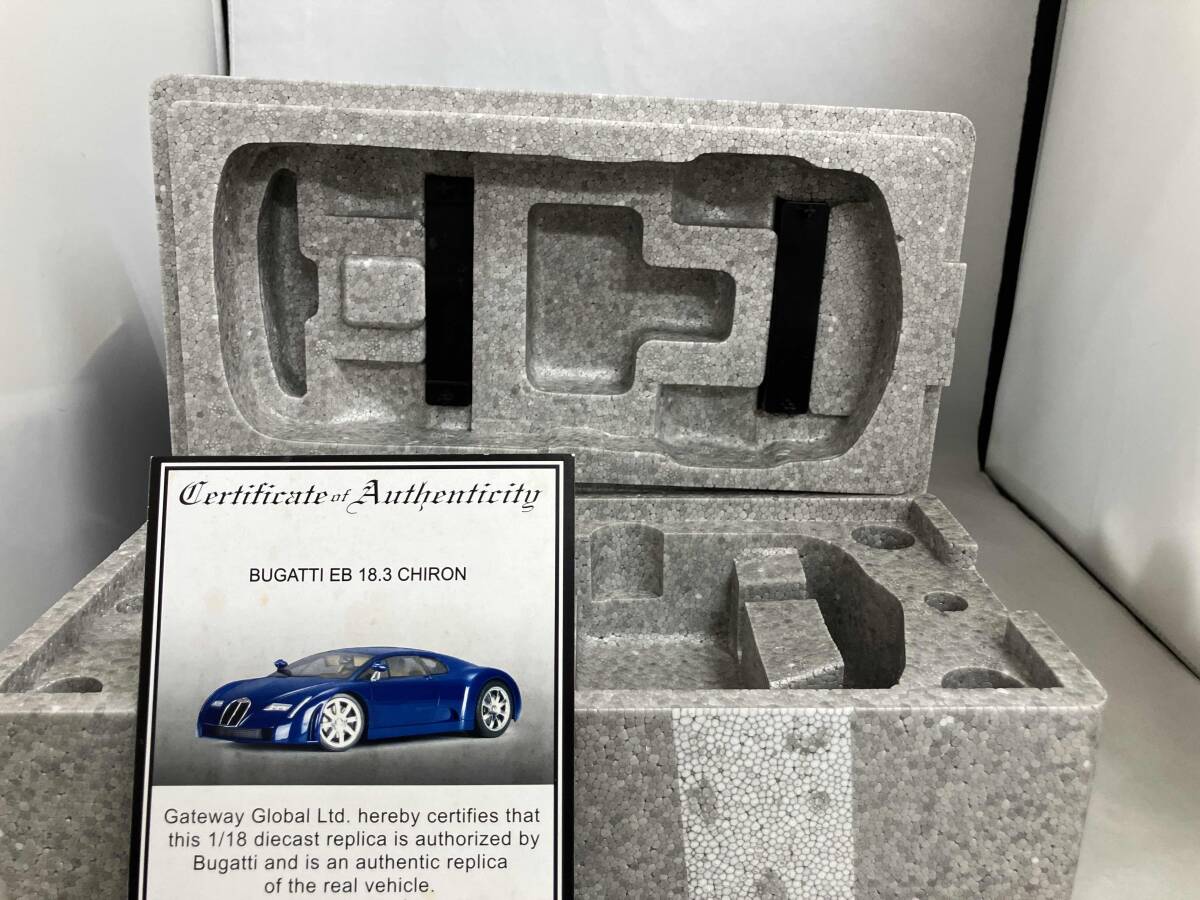 Certificate of Authenticity
BUGATTI EB 18.3 CHIRON
Gateway Global Ltd. hereby certifies that
this 1/18 diecast replica is authorized by
Bugatti and is an authentic replica
of the real vehicle.